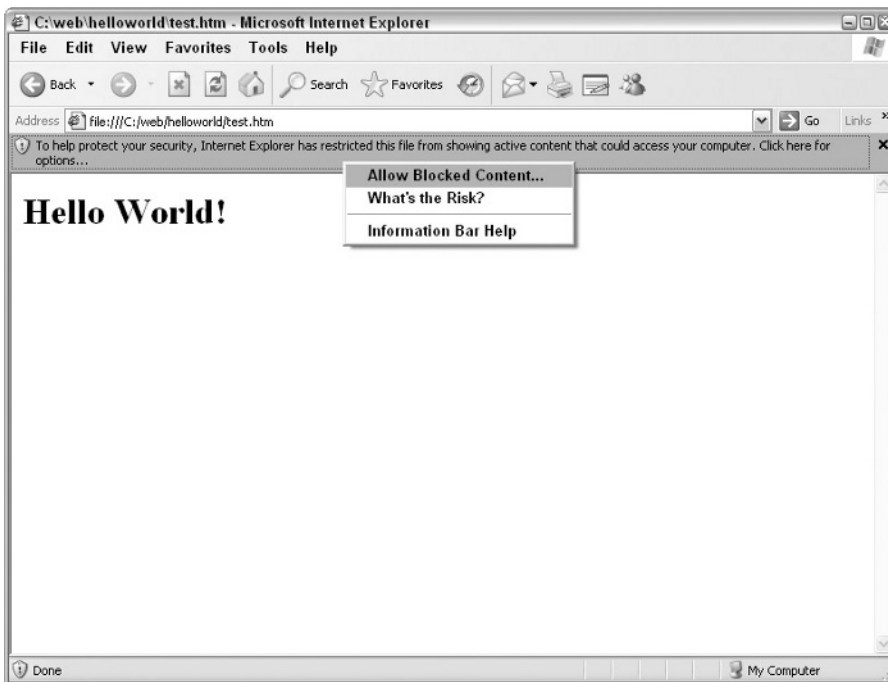 C:\web\helloworld\test.htm - Microsoft Internet Explorer
File Edit View Favorites Tools Help
Back Search Favorites
Address file:///C:/web/helloworld/test.htm Go Links »
To help protect your security, Internet Explorer has restricted this file from showing active content that could access your computer. Click here for
options...
Allow Blocked Content...
What's the Risk?
Information Bar Help
Hello World!
Done My Computer